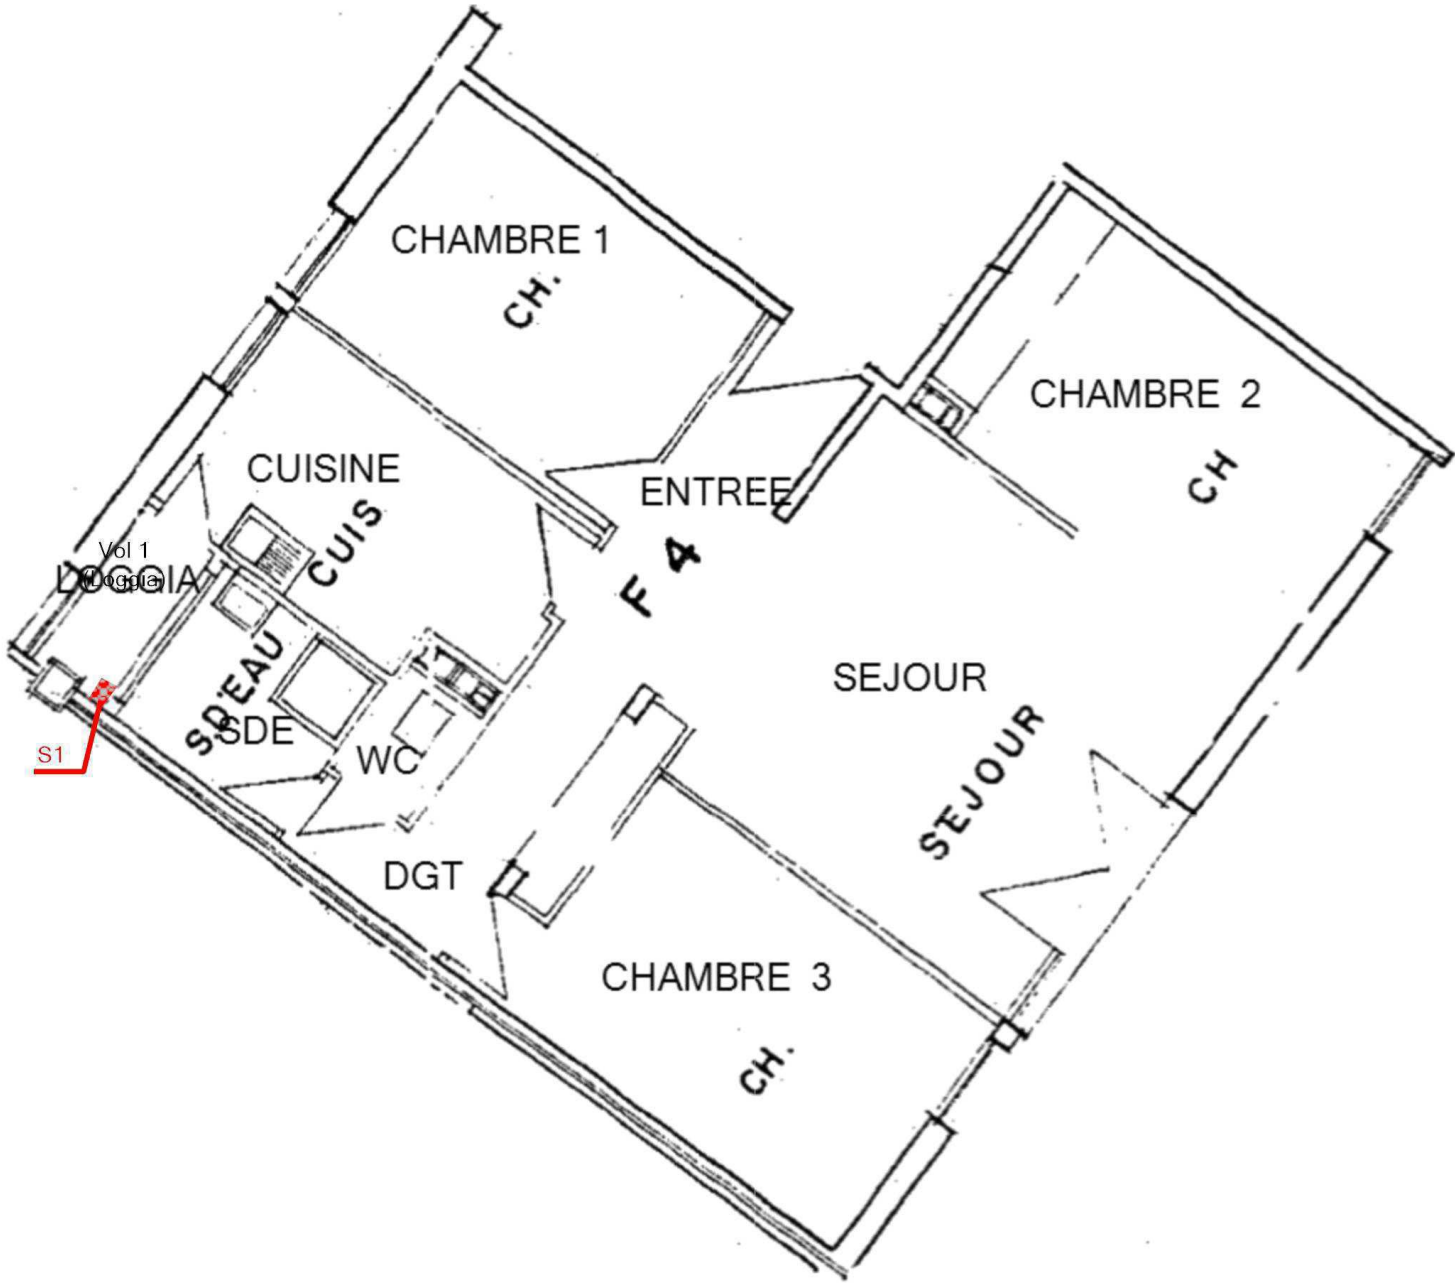 CHAMBRE 1
CH.
CHAMBRE 2
CH
CUISINE
CUIS
ENTREE
F 4
Vol 1
LOGGIA
(Loggia)
SEJOUR
SEJOUR
S.D'EAU
SDE
WC
S1
DGT
CHAMBRE 3
CH.